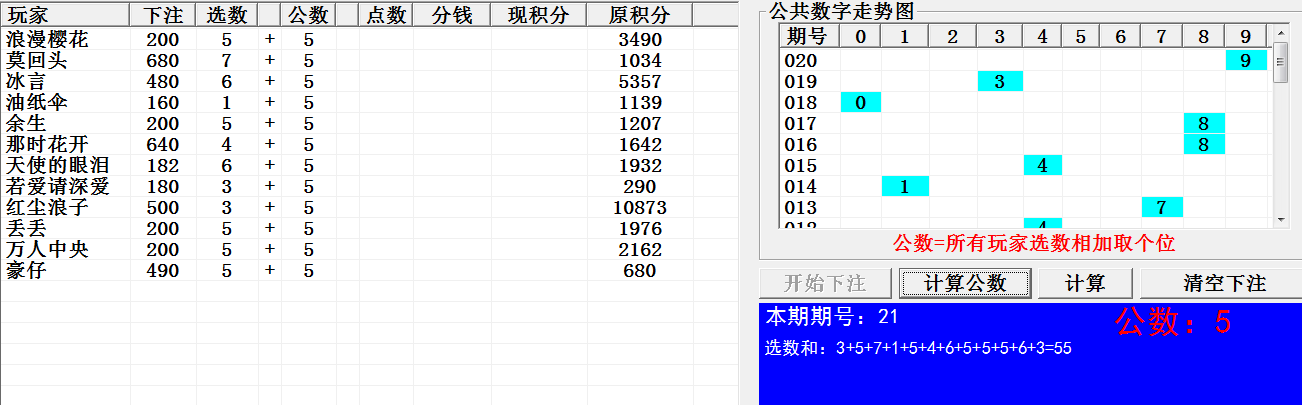 玩家 下注 选数 公数 点数 分钱 现积分 原积分
浪漫樱花 200 5 + 5 3490
莫回头 680 7 + 5 1034
冰言 480 6 + 5 5357
油纸伞 160 1 + 5 1139
余生 200 5 + 5 1207
那时花开 640 4 + 5 1642
天使的眼泪 182 6 + 5 1932
若爱请深爱 180 3 + 5 290
红尘浪子 500 3 + 5 10873
丢丢 200 5 + 5 1976
万人中央 200 5 + 5 2162
豪仔 490 5 + 5 680
公共数字走势图
期号 0 1 2 3 4 5 6 7 8 9
020 9
019 3
018 0
017 8
016 8
015 4
014 1
013 7
012 4
公数=所有玩家选数相加取个位
开始下注 计算公数 计算 清空下注
本期期号：21 公数：5
选数和：3+5+7+1+5+4+6+5+5+5+6+3=55